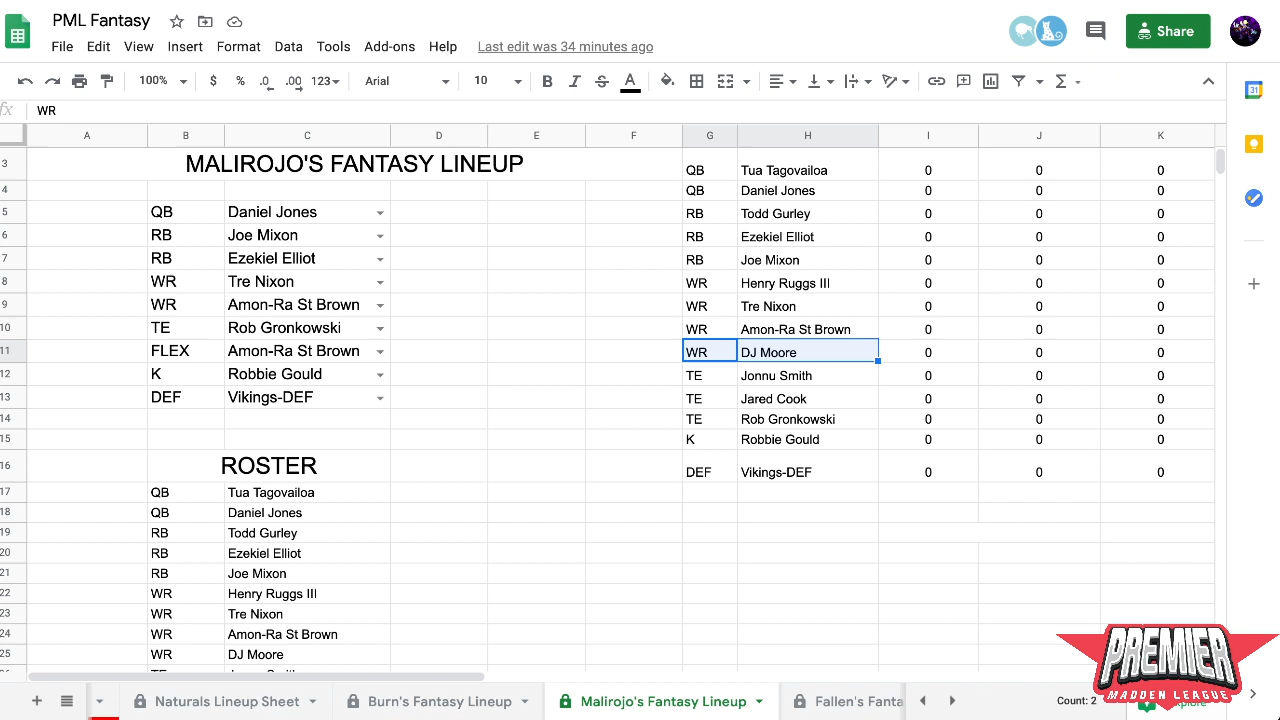 PML Fantasy
File Edit View Insert Format Data Tools Add-ons Help Last edit was 34 minutes ago
Share
100% $ % .0 .00 123 Arial 10 B I S A
fx WR
A B C D E F G H I J K
3 MALIROJO'S FANTASY LINEUP QB Tua Tagovailoa 0 0 0
4 QB Daniel Jones 0 0 0
5 QB Daniel Jones RB Todd Gurley 0 0 0
6 RB Joe Mixon RB Ezekiel Elliot 0 0 0
7 RB Ezekiel Elliot RB Joe Mixon 0 0 0
8 WR Tre Nixon WR Henry Ruggs III 0 0 0
9 WR Amon-Ra St Brown WR Tre Nixon 0 0 0
10 TE Rob Gronkowski WR Amon-Ra St Brown 0 0 0
11 FLEX Amon-Ra St Brown WR DJ Moore 0 0 0
12 K Robbie Gould TE Jonnu Smith 0 0 0
13 DEF Vikings-DEF TE Jared Cook 0 0 0
14 TE Rob Gronkowski 0 0 0
15 K Robbie Gould 0 0 0
16 ROSTER DEF Vikings-DEF 0 0 0
17 QB Tua Tagovailoa
18 QB Daniel Jones
19 RB Todd Gurley
20 RB Ezekiel Elliot
21 RB Joe Mixon
22 WR Henry Ruggs III
23 WR Tre Nixon
24 WR Amon-Ra St Brown
25 WR DJ Moore
PREMIER
MADDEN LEAGUE
Naturals Lineup Sheet Burn's Fantasy Lineup Malirojo's Fantasy Lineup Fallen's Fanta Count: 2
31